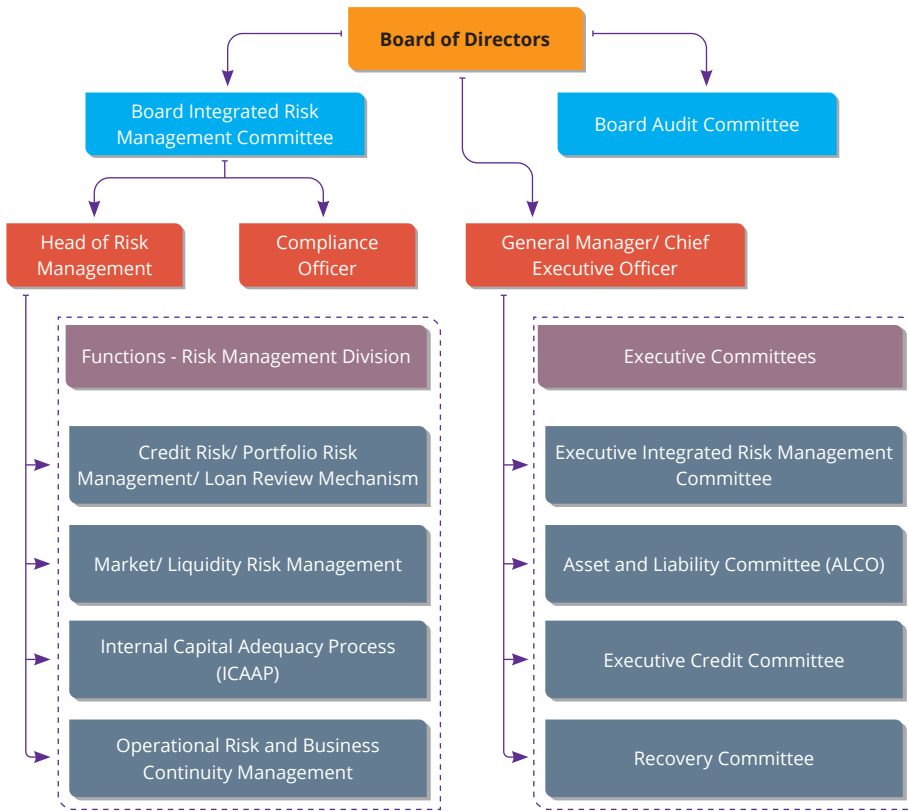 Board of Directors
Board Integrated Risk
Management Committee
Board Audit Committee
Head of Risk
Management
Compliance
Officer
General Manager/ Chief
Executive Officer
Functions - Risk Management Division
Credit Risk/ Portfolio Risk
Management/ Loan Review Mechanism
Market/ Liquidity Risk Management
Internal Capital Adequacy Process
(ICAAP)
Operational Risk and Business
Continuity Management
Executive Committees
Executive Integrated Risk Management
Committee
Asset and Liability Committee (ALCO)
Executive Credit Committee
Recovery Committee